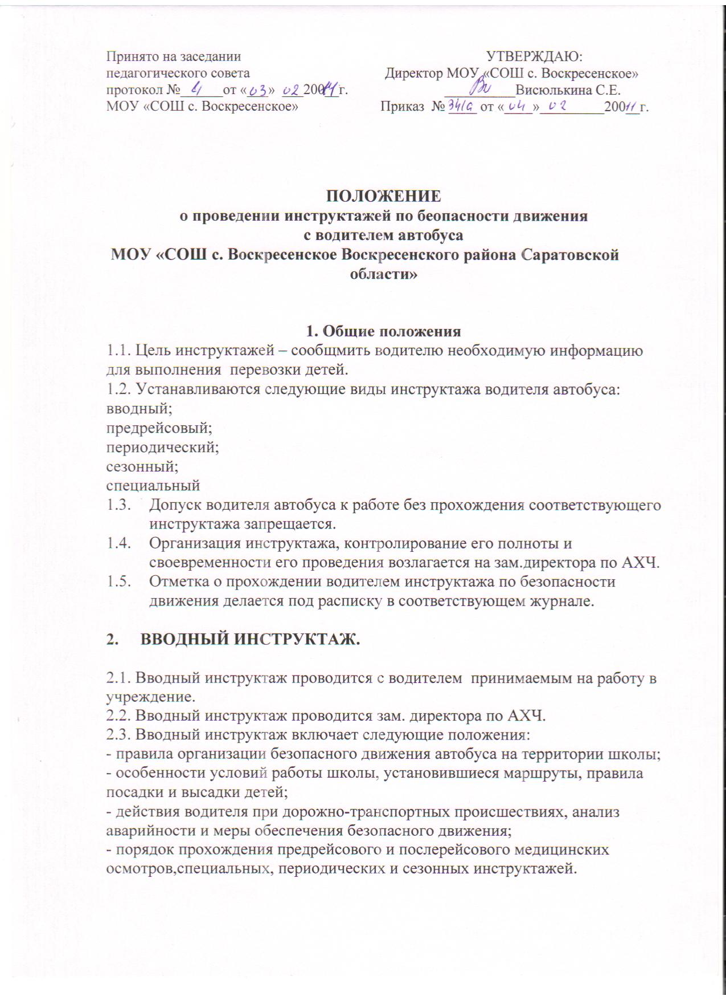 Принято на заседании
УТВЕРЖДАЮ:
педагогического совета
Директор МОУ «СОШ с. Воскресенское»
протокол № 4 от «03» 02 20011 г.
Висюлькина С.Е.
МОУ «СОШ с. Воскресенское»
Приказ № 341а от «04» 02 20011г.
ПОЛОЖЕНИЕ
о проведении инструктажей по беопасности движения
с водителем автобуса
МОУ «СОШ с. Воскресенское Воскресенского района Саратовской
области»
1. Общие положения
1.1. Цель инструктажей – сообщмить водителю необходимую информацию
для выполнения перевозки детей.
1.2. Устанавливаются следующие виды инструктажа водителя автобуса:
вводный;
предрейсовый;
периодический;
сезонный;
специальный
1.3. Допуск водителя автобуса к работе без прохождения соответствующего
инструктажа запрещается.
1.4. Организация инструктажа, контролирование его полноты и
своевременности его проведения возлагается на зам.директора по АХЧ.
1.5. Отметка о прохождении водителем инструктажа по безопасности
движения делается под расписку в соответствующем журнале.
2. ВВОДНЫЙ ИНСТРУКТАЖ.
2.1. Вводный инструктаж проводится с водителем принимаемым на работу в
учреждение.
2.2. Вводный инструктаж проводится зам. директора по АХЧ.
2.3. Вводный инструктаж включает следующие положения:
- правила организации безопасного движения автобуса на территории школы;
- особенности условий работы школы, установившиеся маршруты, правила
посадки и высадки детей;
- действия водителя при дорожно-транспортных происшествиях, анализ
аварийности и меры обеспечения безопасного движения;
- порядок прохождения предрейсового и послерейсового медицинских
осмотров,специальных, периодических и сезонных инструктажей.